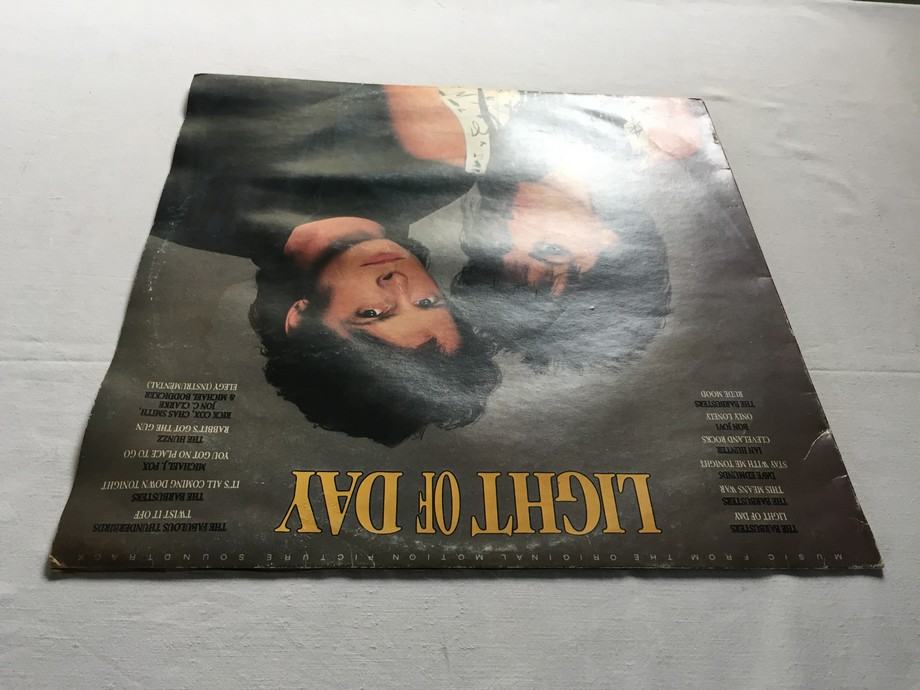 MUSIC FROM THE ORIGINAL MOTION PICTURE SOUNDTRACK
LIGHT OF DAY
THE BARBUSTERS
LIGHT OF DAY
THE BARBUSTERS
THIS MEANS WAR
DAVE EDMUNDS
STAY WITH ME TONIGHT
IAN HUNTER
CLEVELAND ROCKS
BON JOVI
ONLY LONELY
THE BARBUSTERS
RUDE MOOD
THE FABULOUS THUNDERBIRDS
TWIST IT OFF
THE BARBUSTERS
IT'S ALL COMING DOWN TONIGHT
MICHAEL J. FOX
YOU GOT NO PLACE TO GO
THE HUNZZ
RABBIT'S GOT THE GUN
RICK COX, CHAS SMITH,
JON C. CLARKE
& MICHAEL BODDICKER
ELEGY (INSTRUMENTAL)